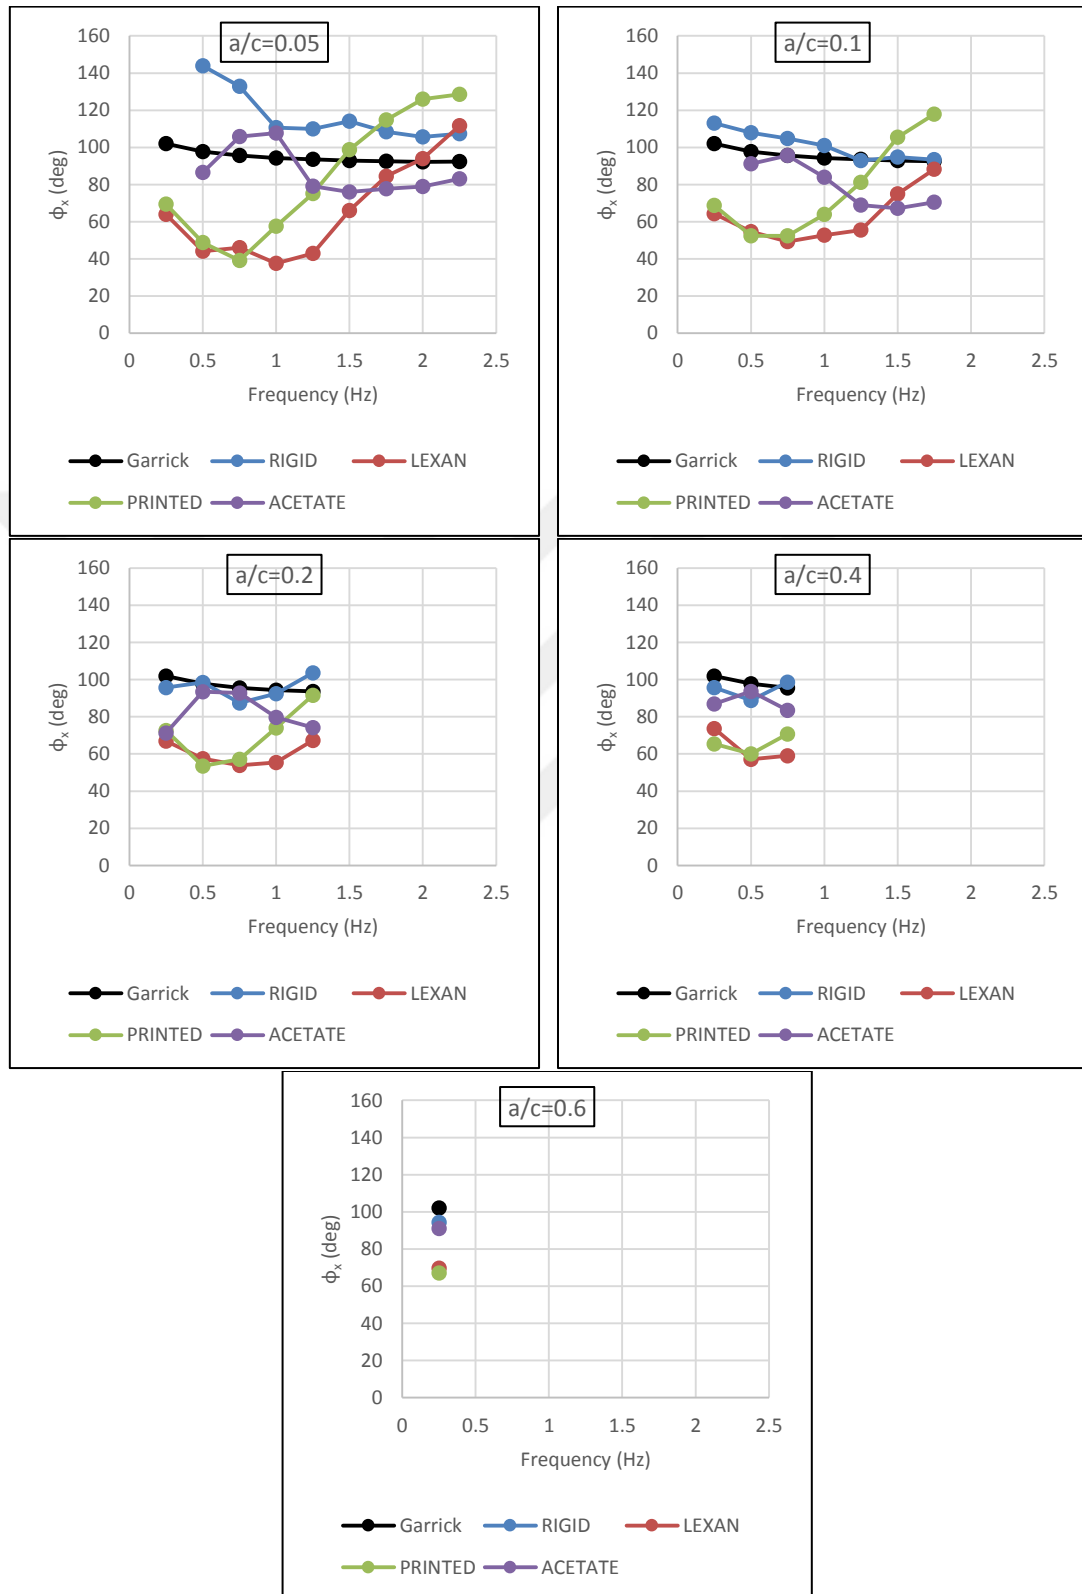 a/c=0.05
160
140
120
100
80
60
40
20
0
ϕx (deg)
0 0.5 1 1.5 2 2.5
Frequency (Hz)
Garrick RIGID LEXAN
PRINTED ACETATE
a/c=0.1
160
140
120
100
80
60
40
20
0
ϕx (deg)
0 0.5 1 1.5 2 2.5
Frequency (Hz)
Garrick RIGID LEXAN
PRINTED ACETATE
a/c=0.2
160
140
120
100
80
60
40
20
0
ϕx (deg)
0 0.5 1 1.5 2 2.5
Frequency (Hz)
Garrick RIGID LEXAN
PRINTED ACETATE
a/c=0.4
160
140
120
100
80
60
40
20
0
ϕx (deg)
0 0.5 1 1.5 2 2.5
Frequency (Hz)
Garrick RIGID LEXAN
PRINTED ACETATE
a/c=0.6
160
140
120
100
80
60
40
20
0
ϕx (deg)
0 0.5 1 1.5 2 2.5
Frequency (Hz)
Garrick RIGID LEXAN
PRINTED ACETATE